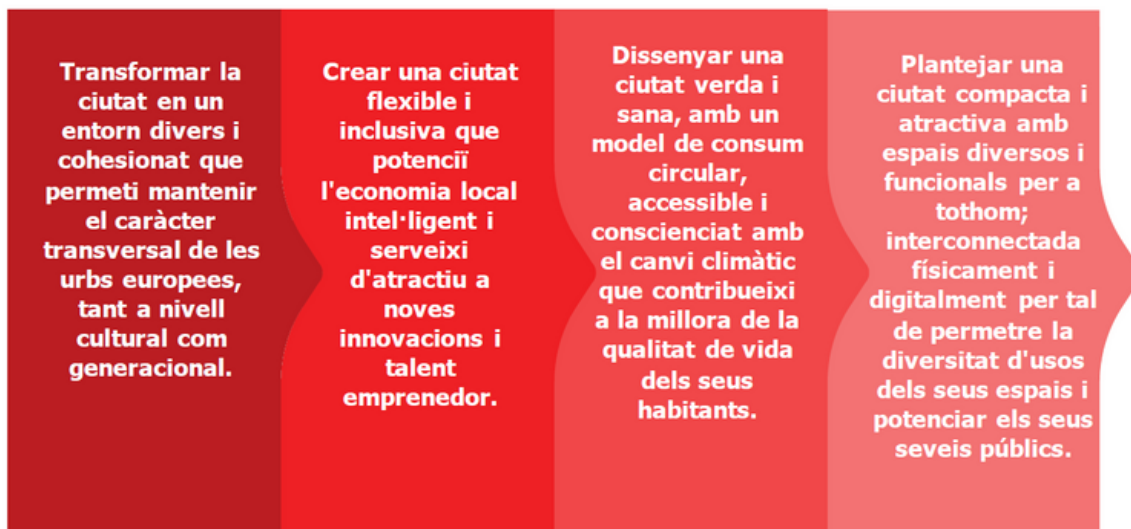 Transformar la
ciutat en un
entorn divers i
cohesionat que
permeti mantenir
el caràcter
transversal de les
urbs europees,
tant a nivell
cultural com
generacional.
Crear una ciutat
flexible i
inclusiva que
potenciï
l'economia local
intel·ligent i
serveixi
d'atractiu a
noves
innovacions i
talent
emprenedor.
Dissenyar una
ciutat verda i
sana, amb un
model de consum
circular,
accessible i
conscienciat amb
el canvi climàtic
que contribueixi
a la millora de la
qualitat de vida
dels seus
habitants.
Plantejar una
ciutat compacta i
atractiva amb
espais diversos i
funcionals per a
tothom;
interconnectada
físicament i
digitalment per tal
de permetre la
diversitat d'usos
dels seus espais i
potenciar els seus
seveis públics.